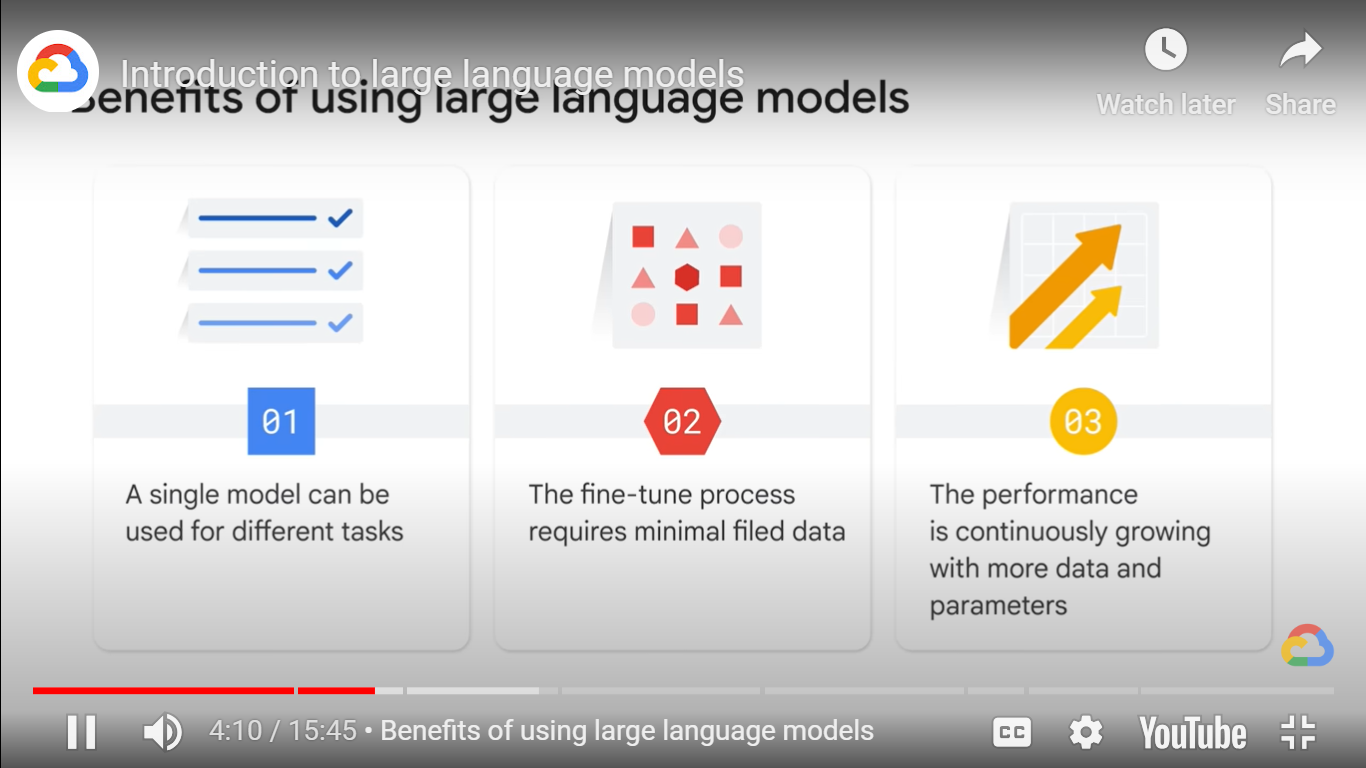 Introduction to large language models
Watch later
Share
Benefits of using large language models
01
A single model can be
used for different tasks
02
The fine-tune process
requires minimal filed data
03
The performance
is continuously growing
with more data and
parameters
4:10 / 15:45 • Benefits of using large language models
CC
YouTube